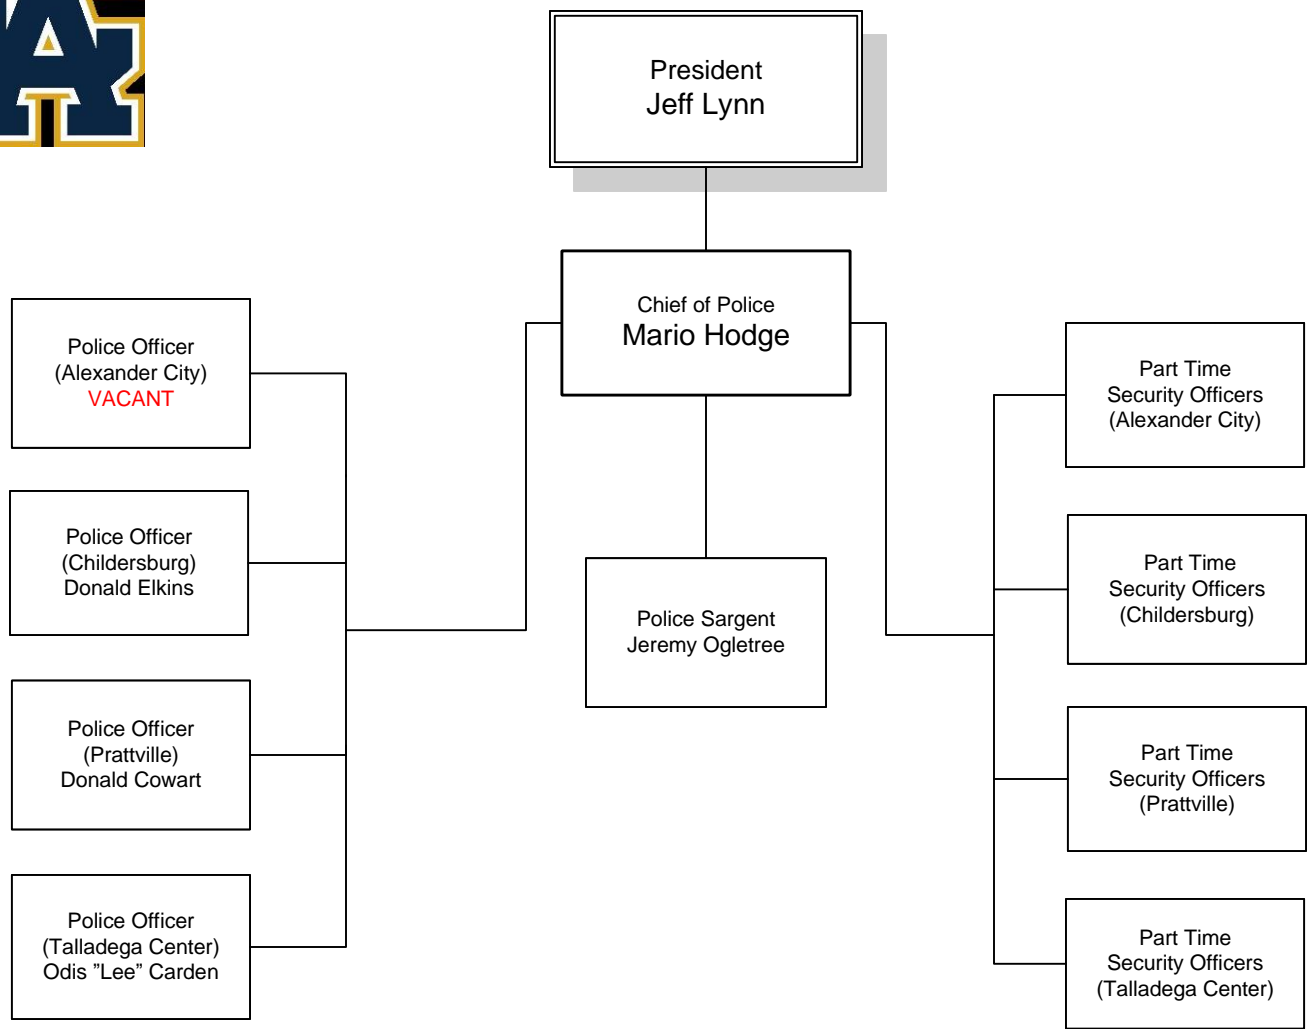 A
President
Jeff Lynn
Chief of Police
Mario Hodge
Police Officer
(Alexander City)
VACANT
Police Officer
(Childersburg)
Donald Elkins
Police Officer
(Prattville)
Donald Cowart
Police Officer
(Talladega Center)
Odis "Lee" Carden
Police Sargent
Jeremy Ogletree
Part Time
Security Officers
(Alexander City)
Part Time
Security Officers
(Childersburg)
Part Time
Security Officers
(Prattville)
Part Time
Security Officers
(Talladega Center)